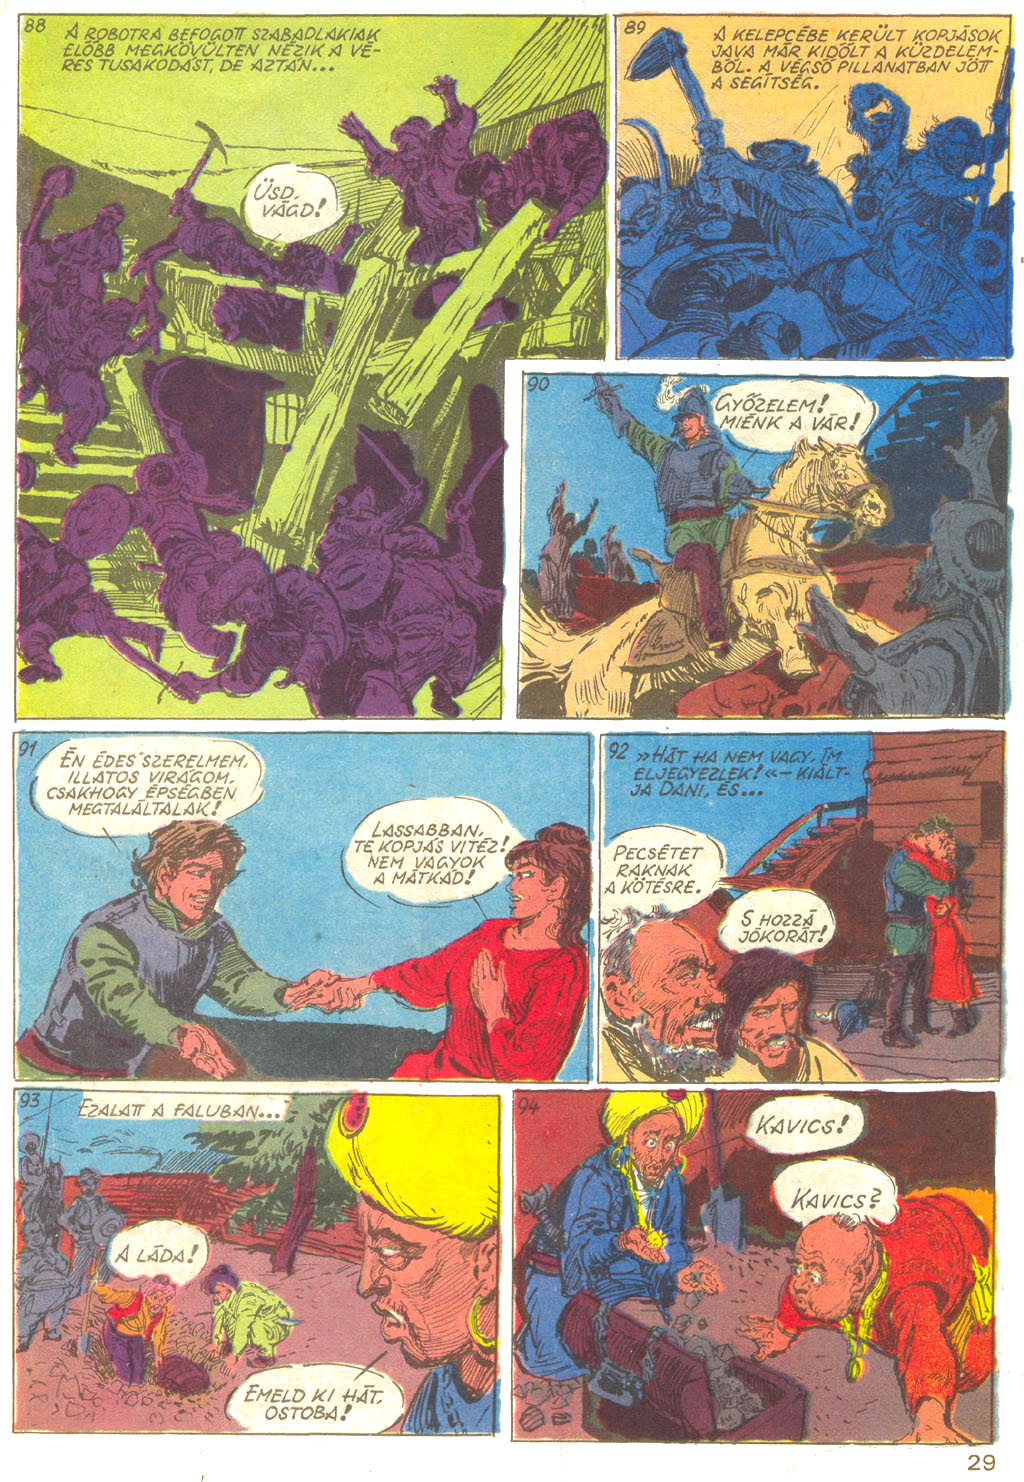 88
A ROBOTRA BEFOGOTT SZABADLAKIAK
ELŐBB MEGKÖVÜLTEN NÉZIK A VÉ-
RES TUSAKODÁST, DE AZTÁN...
ÜSD,
VÁGD!
89
A KELEPCÉBE KERÜLT KOPJÁSOK
JAVA MÁR KIDŐLT A KÜZDELEM-
BŐL. A VÉGSŐ PILLANATBAN JÖTT
A SEGÍTSÉG.
90
GYŐZELEM!
MIÉNK A VÁR!
91
ÉN ÉDES SZERELMEM,
ILLATOS VIRÁGOM,
CSAKHOGY ÉPSÉGBEN
MEGTALÁLTALAK!
LASSABBAN,
TE KOPJÁS VITÉZ!
NEM VAGYOK
A MÁTKÁD!
92
»HÁT HA NEM VAGY, ÍM
ELJEGYEZLEK!«–KIÁLT-
JA DANI, ÉS...
PECSÉTET
RAKNAK
A KÖTÉSRE.
S HOZZÁ
JÓKORÁT!
93
EZALATT A FALUBAN...
A LÁDA!
EMELD KI HÁT,
OSTOBA!
94
KAVICS!
KAVICS?
29